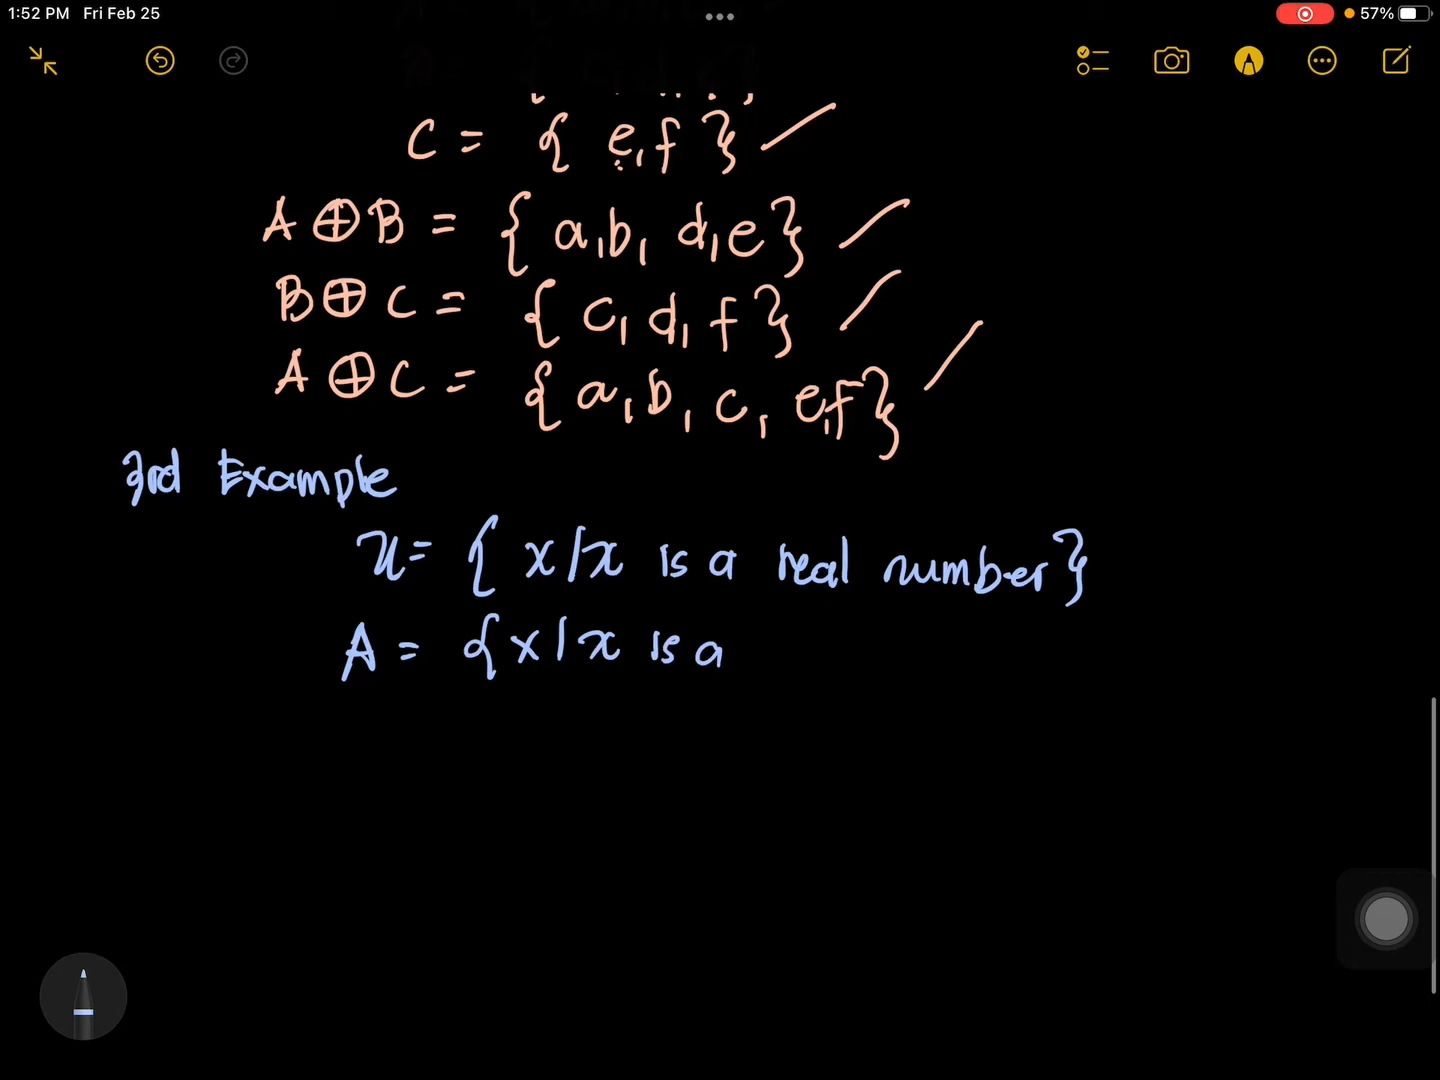 1:52 PM Fri Feb 25
57%
C = { e, f }
A ⊕ B = { a, b, d, e }
B ⊕ C = { c, d, f }
A ⊕ C = { a, b, c, e, f }
3rd Example
U = { x / x is a real number }
A = { x / x is a